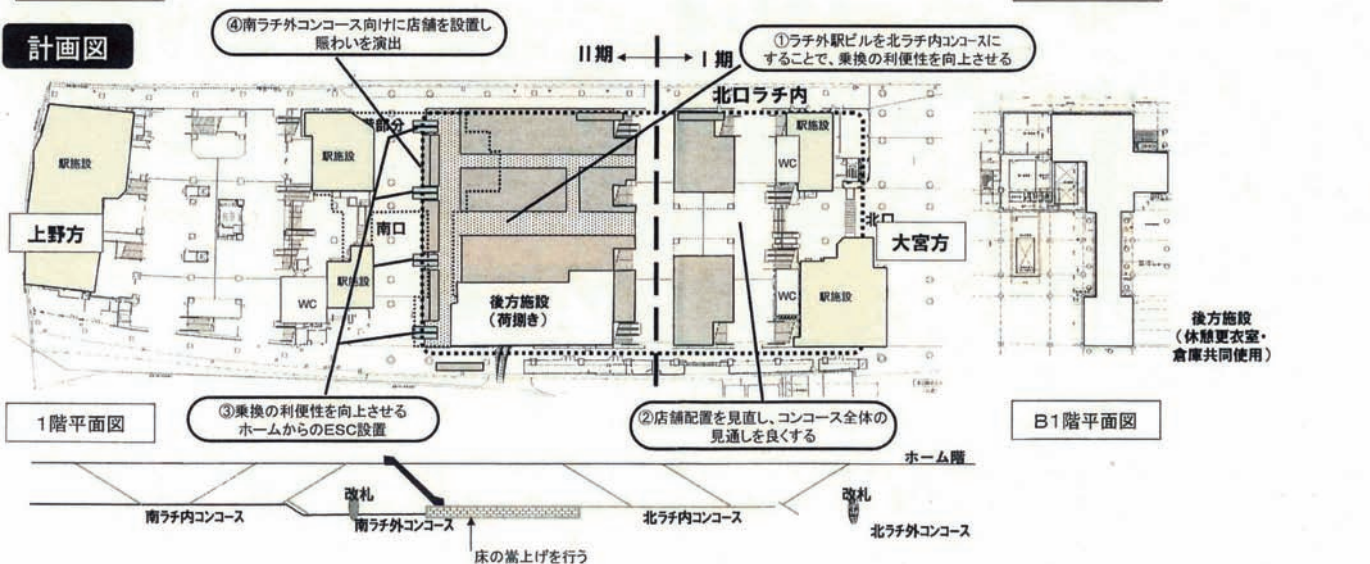 計画図
④南ラチ外コンコース向けに店舗を設置し
賑わいを演出
II期
I期
①ラチ外駅ビルを北ラチ内コンコースに
することで、乗換の利便性を向上させる
北口ラチ内
部分
駅施設
駅施設
駅施設
WC
上野方
南口
北口
大宮方
駅施設
WC
WC
駅施設
後方施設
(荷捌き)
後方施設
(休憩更衣室・
倉庫共同使用)
1階平面図
③乗換の利便性を向上させる
ホームからのESC設置
②店舗配置を見直し、コンコース全体の
見通しを良くする
B1階平面図
ホーム階
改札
改札
南ラチ内コンコース
南ラチ外コンコース
北ラチ内コンコース
北ラチ外コンコース
床の嵩上げを行う